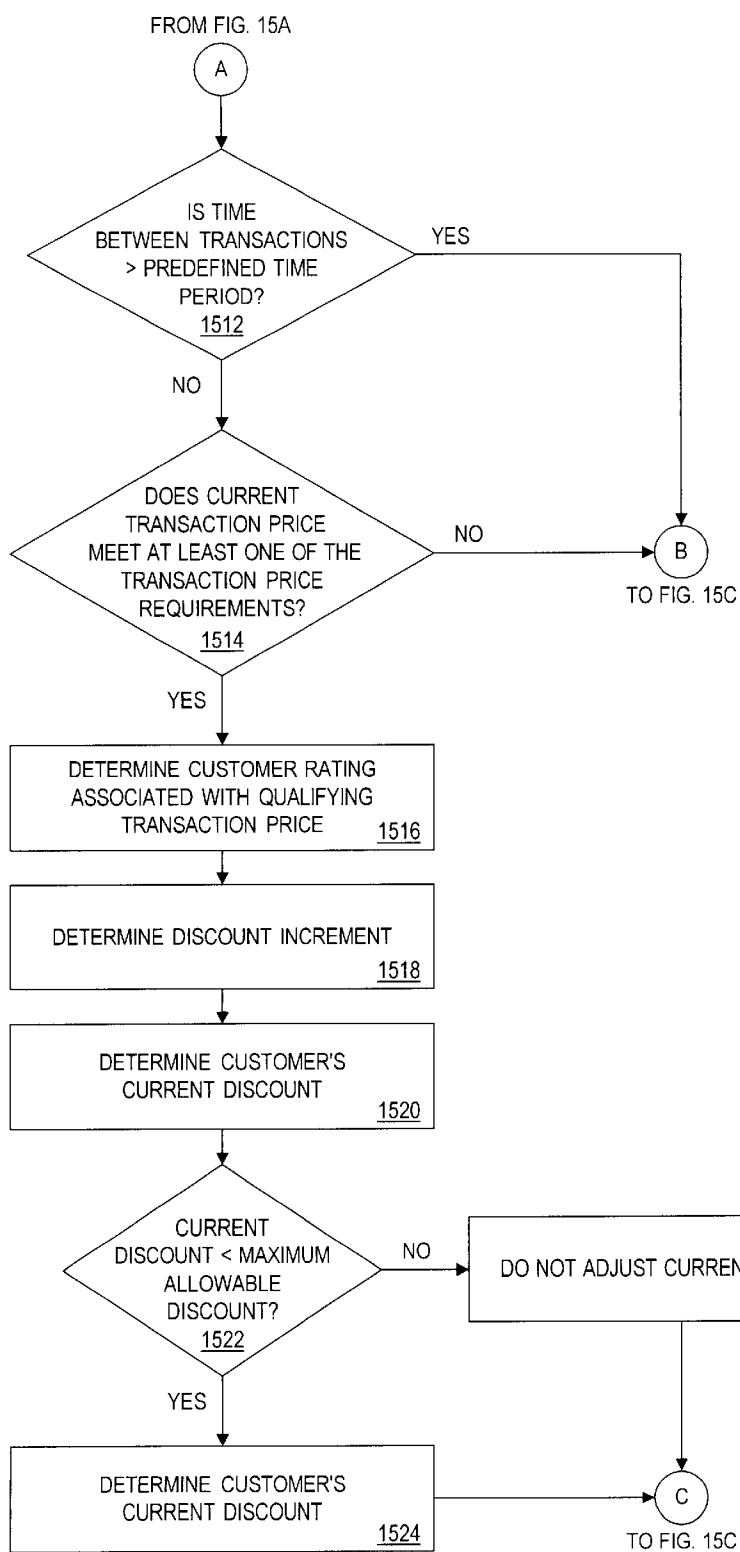 FROM FIG. 15A
A
IS TIME
BETWEEN TRANSACTIONS
> PREDEFINED TIME
PERIOD?
1512
YES
NO
DOES CURRENT
TRANSACTION PRICE
MEET AT LEAST ONE OF THE
TRANSACTION PRICE
REQUIREMENTS?
1514
NO
B
TO FIG. 15C
YES
DETERMINE CUSTOMER RATING
ASSOCIATED WITH QUALIFYING
TRANSACTION PRICE
1516
DETERMINE DISCOUNT INCREMENT
1518
DETERMINE CUSTOMER'S
CURRENT DISCOUNT
1520
CURRENT
DISCOUNT < MAXIMUM
ALLOWABLE
DISCOUNT?
1522
NO
DO NOT ADJUST
YES
DETERMINE CUSTOMER'S
CURRENT DISCOUNT
1524
C
TO FIG. 15C